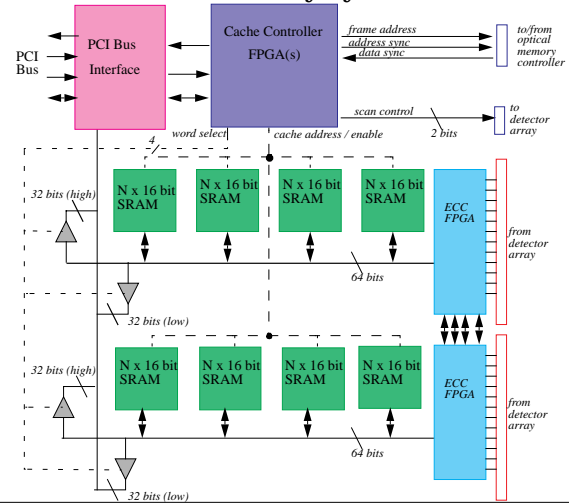 PCI Bus
Interface
PCI
Bus
Cache Controller
FPGA(s)
frame address
address sync
data sync
to/from
optical
memory
controller
scan control
2 bits
to
detector
array
4
word select
cache address / enable
32 bits (high)
N x 16 bit
SRAM
N x 16 bit
SRAM
N x 16 bit
SRAM
N x 16 bit
SRAM
ECC
FPGA
from
detector
array
64 bits
32 bits (low)
32 bits (high)
N x 16 bit
SRAM
N x 16 bit
SRAM
N x 16 bit
SRAM
N x 16 bit
SRAM
ECC
FPGA
from
detector
array
64 bits
32 bits (low)